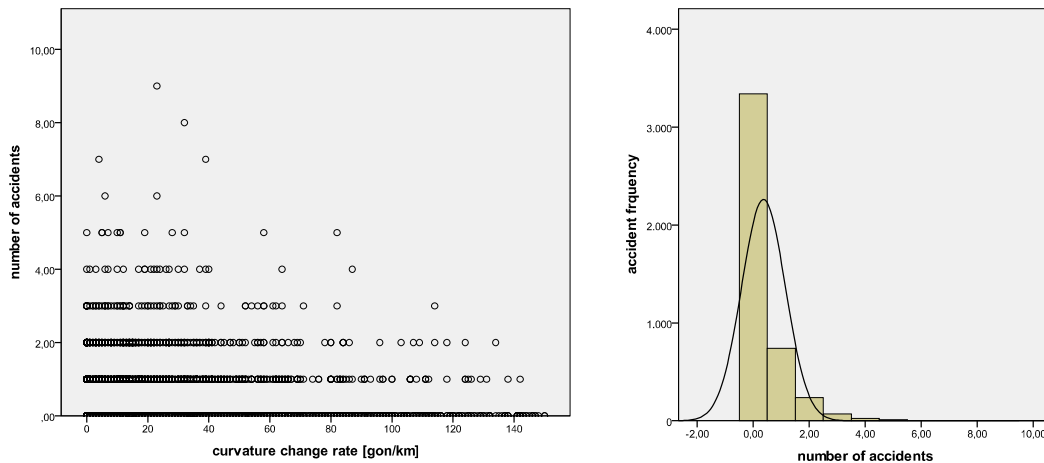 10,00
8,00
6,00
4,00
2,00
,00
number of accidents
0 20 40 60 80 100 120 140
curvature change rate [gon/km]
4.000
3.000
2.000
1.000
0
accident frquency
-2,00 0,00 2,00 4,00 6,00 8,00 10,00
number of accidents